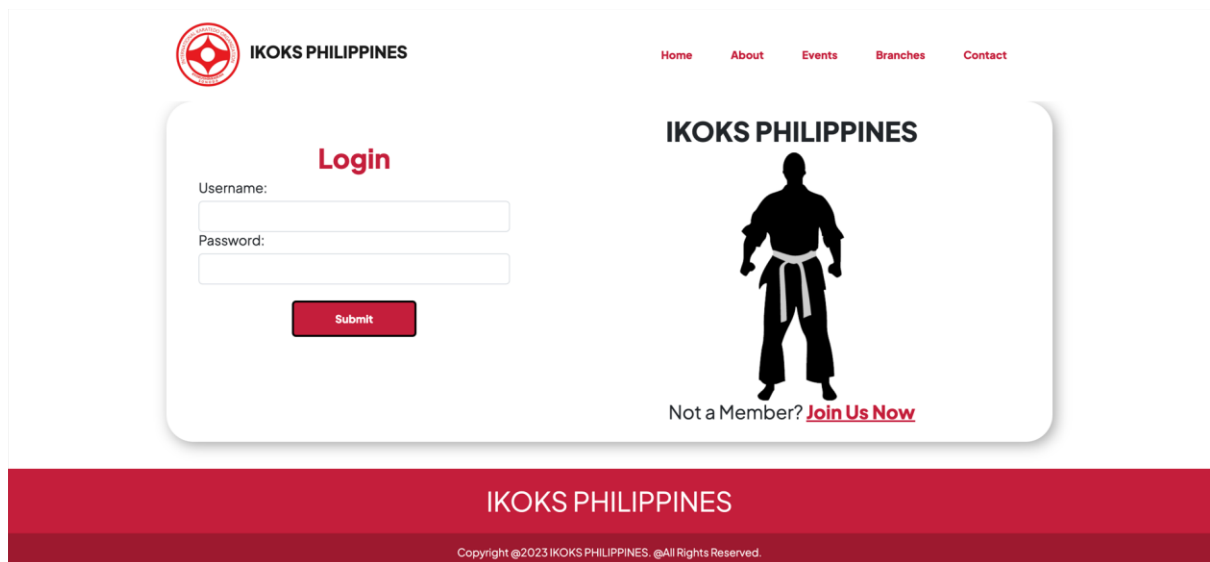 IKOKS PHILIPPINES
Home About Events Branches Contact
Login
Username:
Password:
Submit
IKOKS PHILIPPINES
Not a Member? Join Us Now
IKOKS PHILIPPINES
Copyright @2023 IKOKS PHILIPPINES. @All Rights Reserved.